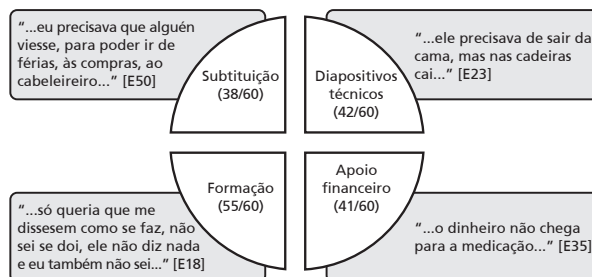 “...eu precisava que alguén
viesse, para poder ir de
férias, às compras, ao
cabeleireiro...” [E50]
Subtituição
(38/60)
Diapositivos
técnicos
(42/60)
“...ele precisava de sair da
cama, mas nas cadeiras
cai...” [E23]
“...só queria que me
dissesem como se faz, não
sei se doi, ele não diz nada
e eu também não sei...” [E18]
Formação
(55/60)
Apoio
financeiro
(41/60)
“...o dinheiro não chega
para a medicação...” [E35]